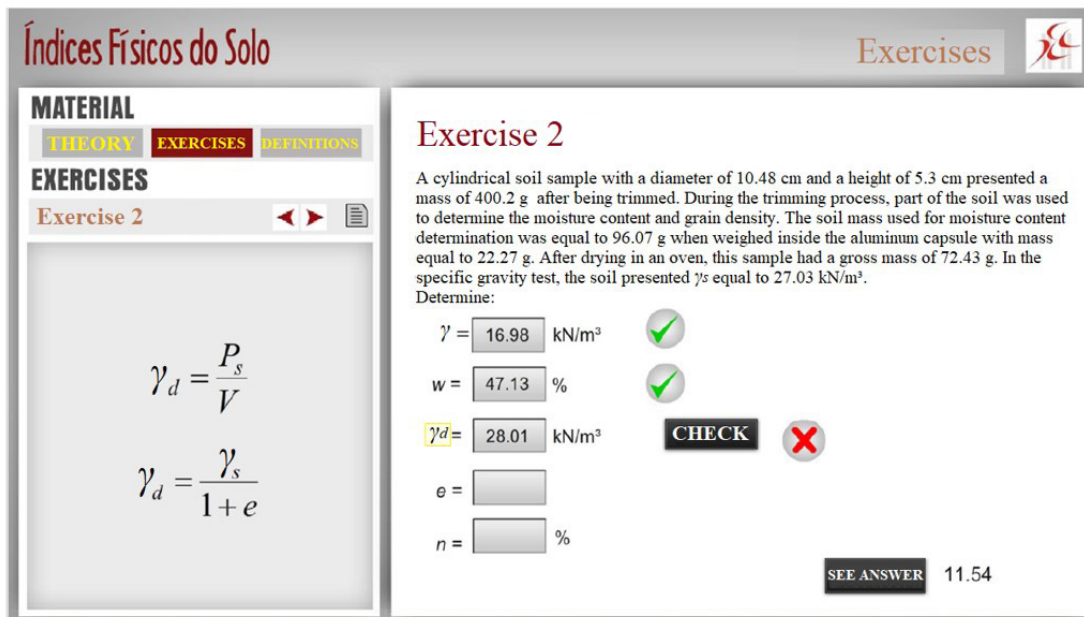 Índices Físicos do Solo
Exercises
MATERIAL
THEORY EXERCISES DEFINITIONS
EXERCISES
Exercise 2
γd = Ps / V
γd = γs / 1 + e
Exercise 2
A cylindrical soil sample with a diameter of 10.48 cm and a height of 5.3 cm presented a
mass of 400.2 g after being trimmed. During the trimming process, part of the soil was used
to determine the moisture content and grain density. The soil mass used for moisture content
determination was equal to 96.07 g when weighed inside the aluminum capsule with mass
equal to 22.27 g. After drying in an oven, this sample had a gross mass of 72.43 g. In the
specific gravity test, the soil presented γs equal to 27.03 kN/m³.
Determine:
γ = 16.98 kN/m³
w = 47.13 %
γd = 28.01 kN/m³ CHECK
e =
n = %
SEE ANSWER 11.54